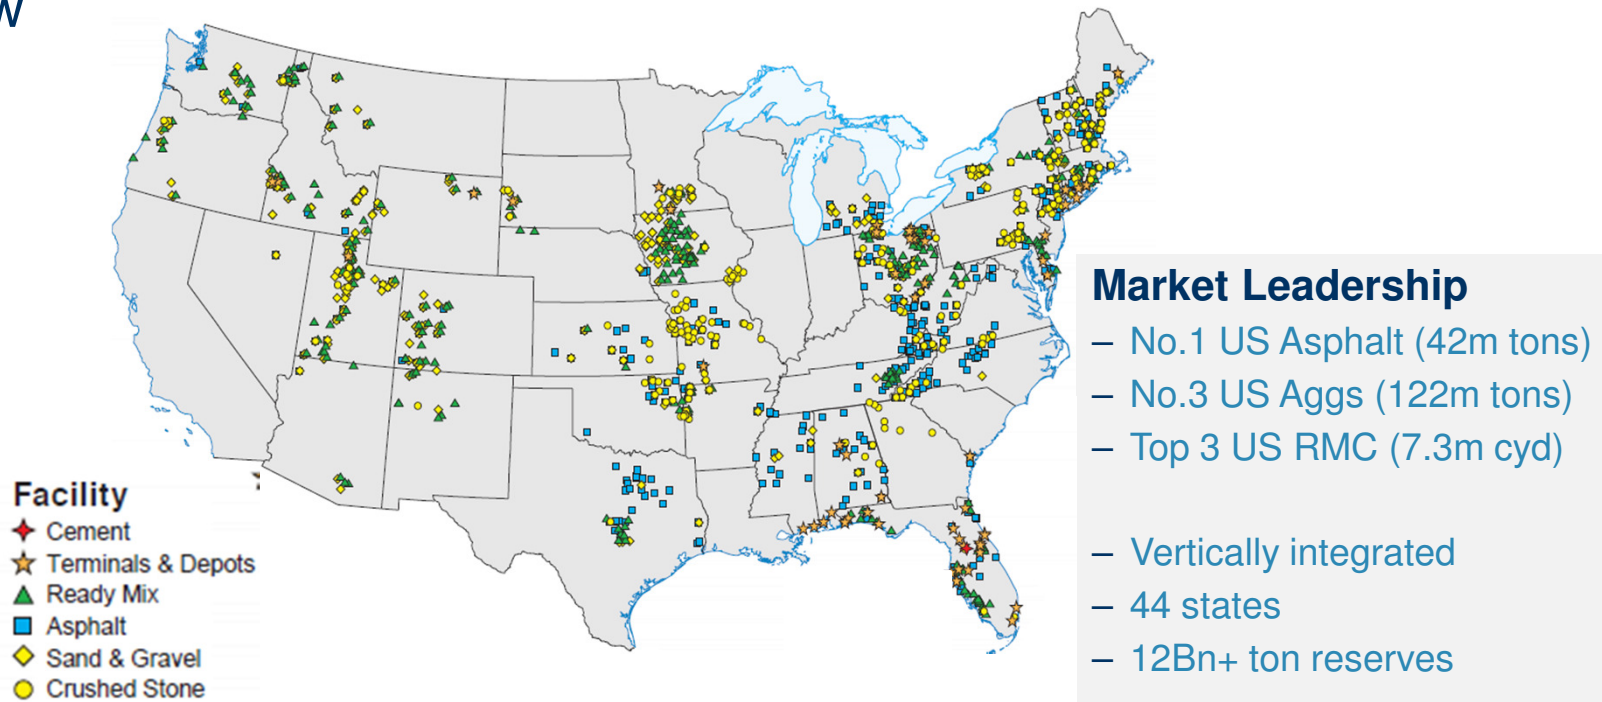 w
Market Leadership
– No.1 US Asphalt (42m tons)
– No.3 US Aggs (122m tons)
– Top 3 US RMC (7.3m cyd)
– Vertically integrated
– 44 states
– 12Bn+ ton reserves
Facility
Cement
Terminals & Depots
Ready Mix
Asphalt
Sand & Gravel
Crushed Stone